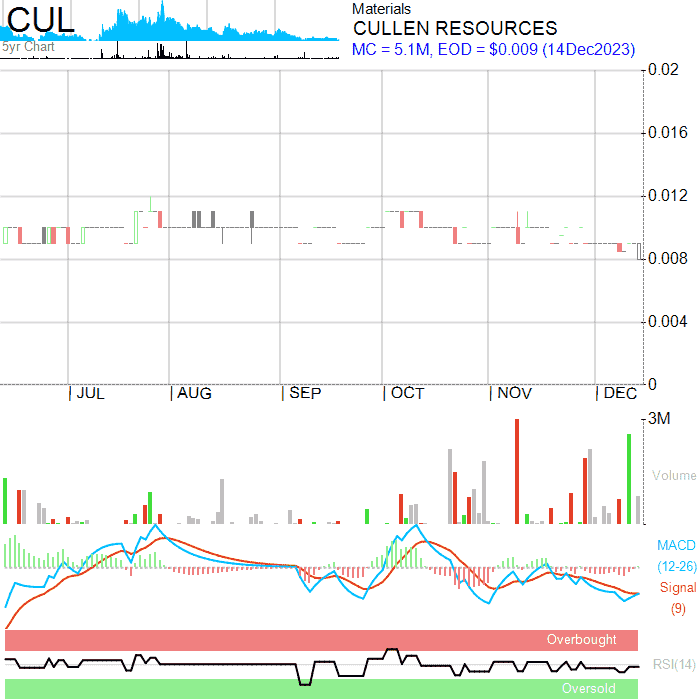 CUL
5yr Chart
Materials
CULLEN RESOURCES
MC = 5.1M, EOD = $0.009 (14Dec2023)
0.02
0.016
0.012
0.008
0.004
0
JUL AUG SEP OCT NOV DEC
3M
Volume
MACD
(12-26)
Signal
(9)
Overbought
RSI(14)
Oversold